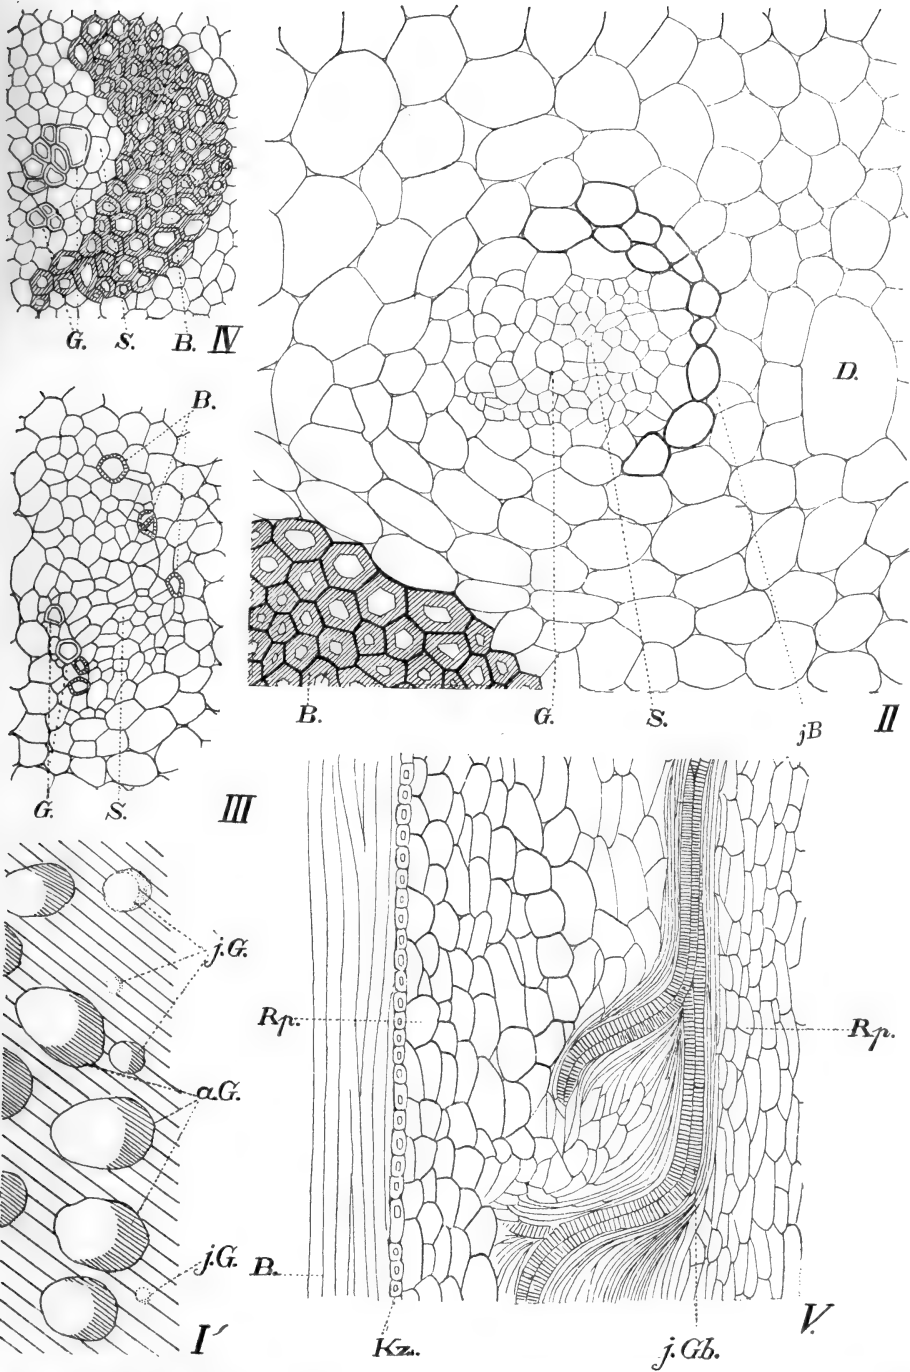 G. S. B. IV
B.
G. S. III
D.
B. G. S. jB II
j.G.
a.G.
j.G.
I′
Rp. Rp.
B.
Kz. j.Gb. V.